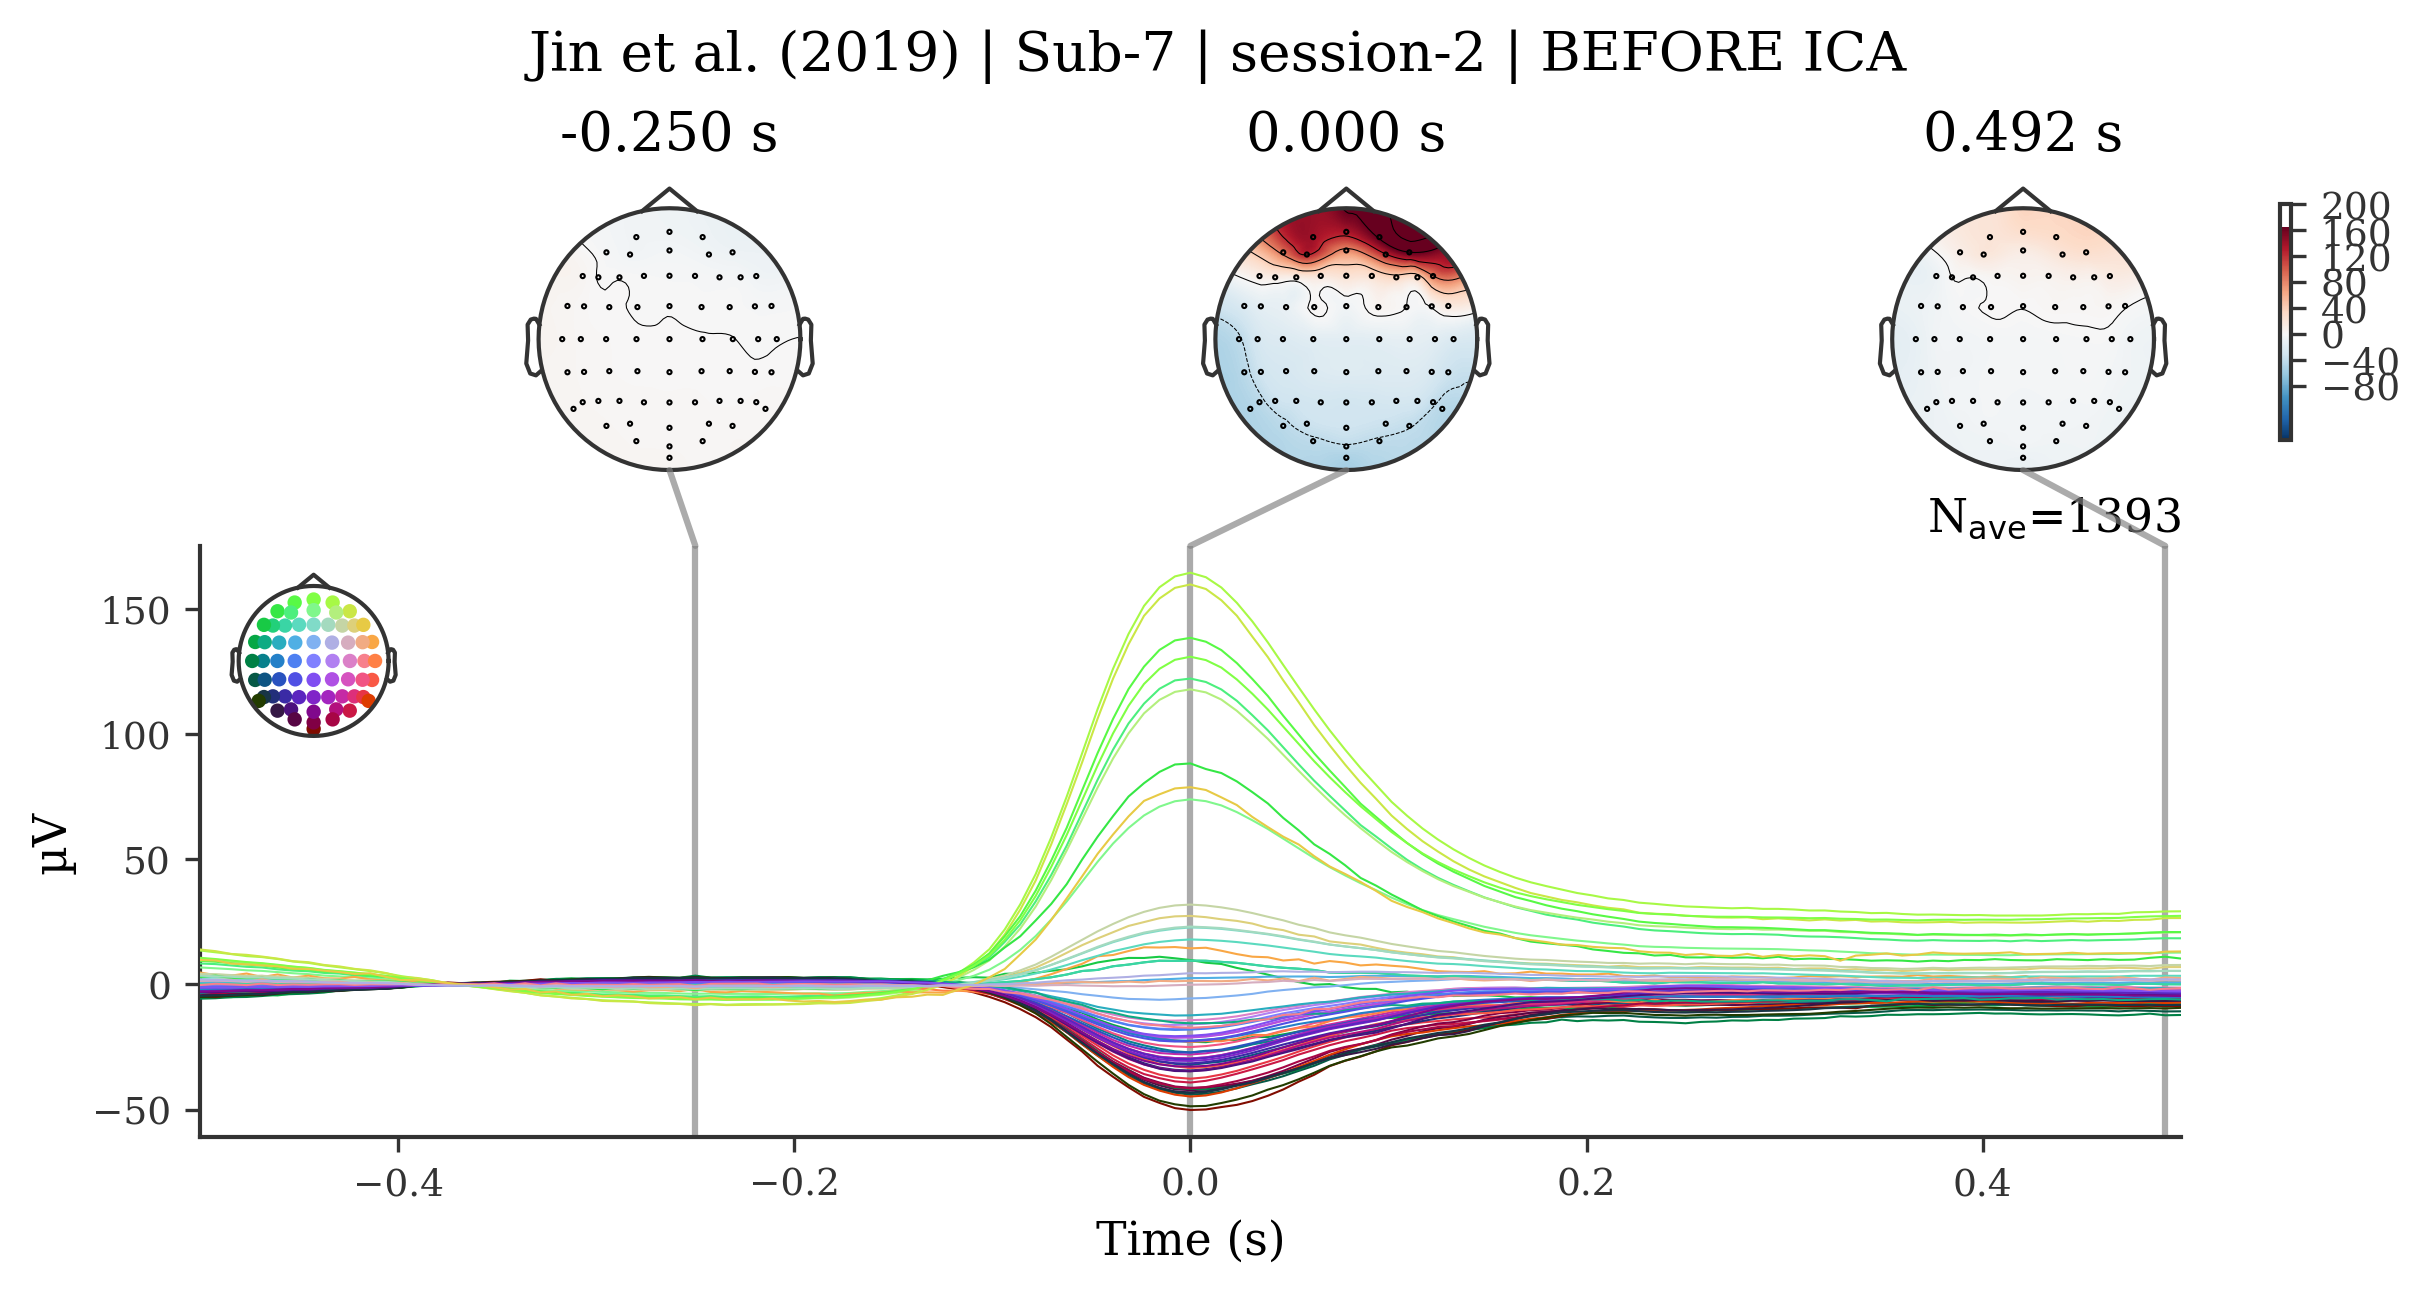 Jin et al. (2019) | Sub-7 | session-2 | BEFORE ICA
-0.250 s
0.000 s
0.492 s
200
160
120
80
40
0
−40
−80
Nave=1393
150
100
50
0
−50
µV
−0.4
−0.2
0.0
0.2
0.4
Time (s)